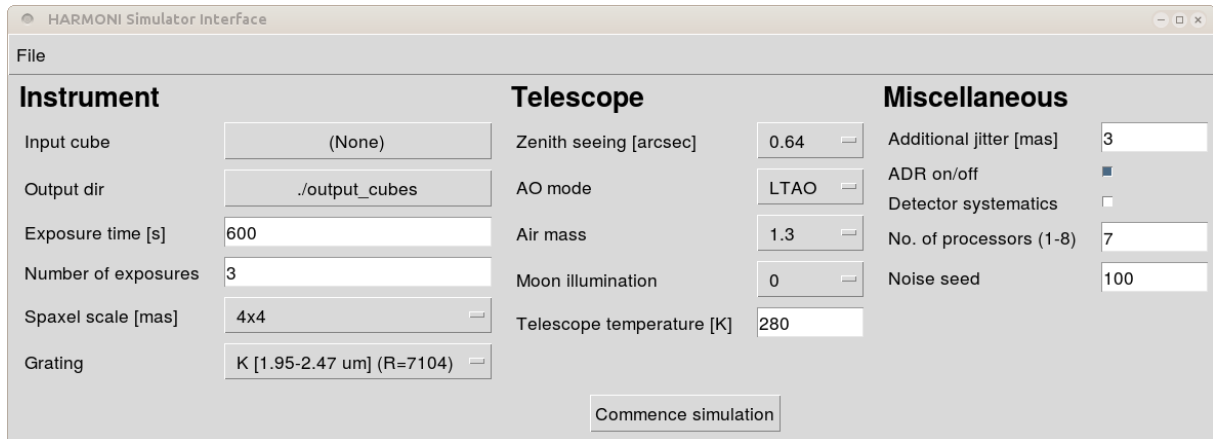 HARMONI Simulator Interface
File
Instrument
Input cube
(None)
Output dir
./output_cubes
Exposure time [s]
600
Number of exposures
3
Spaxel scale [mas]
4x4
Grating
K [1.95-2.47 um] (R=7104)
Telescope
Zenith seeing [arcsec]
0.64
AO mode
LTAO
Air mass
1.3
Moon illumination
0
Telescope temperature [K]
280
Miscellaneous
Additional jitter [mas]
3
ADR on/off
Detector systematics
No. of processors (1-8)
7
Noise seed
100
Commence simulation